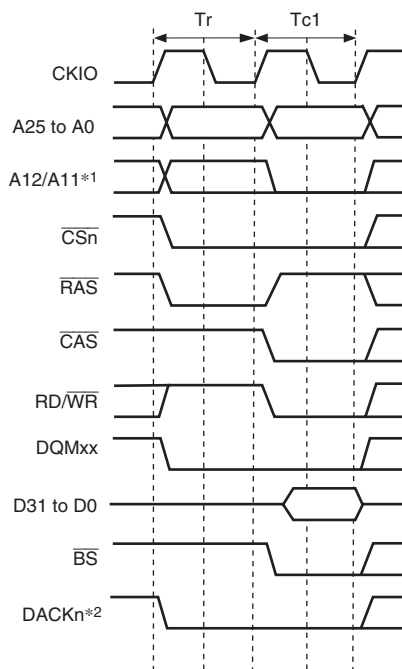 Tr Tc1
CKIO
A25 to A0
A12/A11*1
CSn
RAS
CAS
RD/WR
DQMxx
D31 to D0
BS
DACKn*2